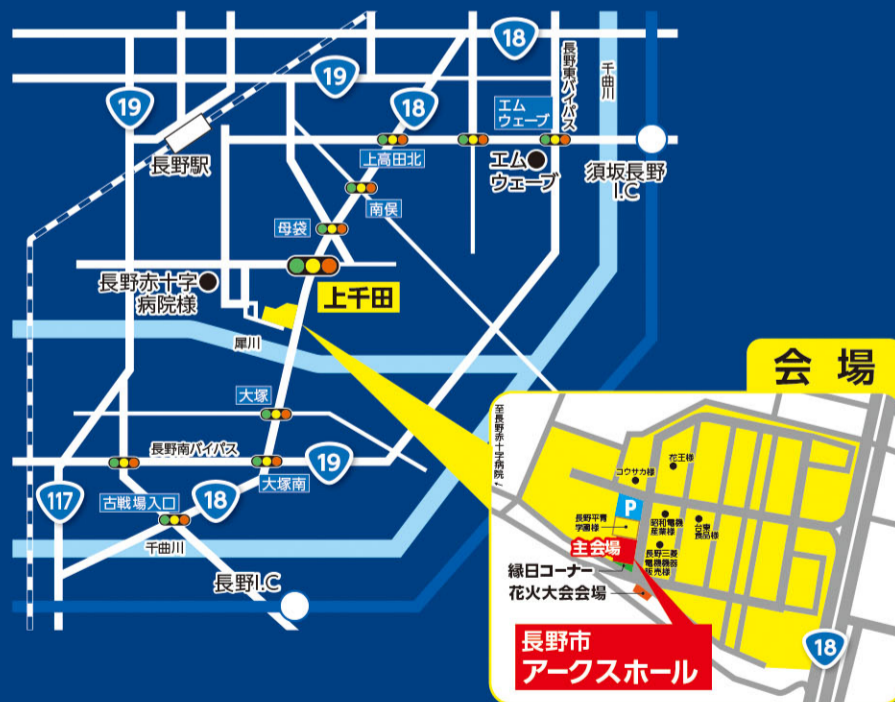 18
19
19
18
長野東バイパス
千曲川
エム
ウェーブ
長野駅
上高田北
エム
ウェーブ
須坂長野
I.C
南俣
母袋
長野赤十字
病院様
上千田
犀川
大塚
長野南バイパス
19
大塚南
117
古戦場入口
18
千曲川
長野I.C
会場
至長野赤十字病院
コウサカ様
花王様
P
長野平青
学園様
昭和電機
産業様
台東
食品様
主会場
長野三菱
電機機器
販売様
縁日コーナー
花火大会会場
長野市
アークスホール
18